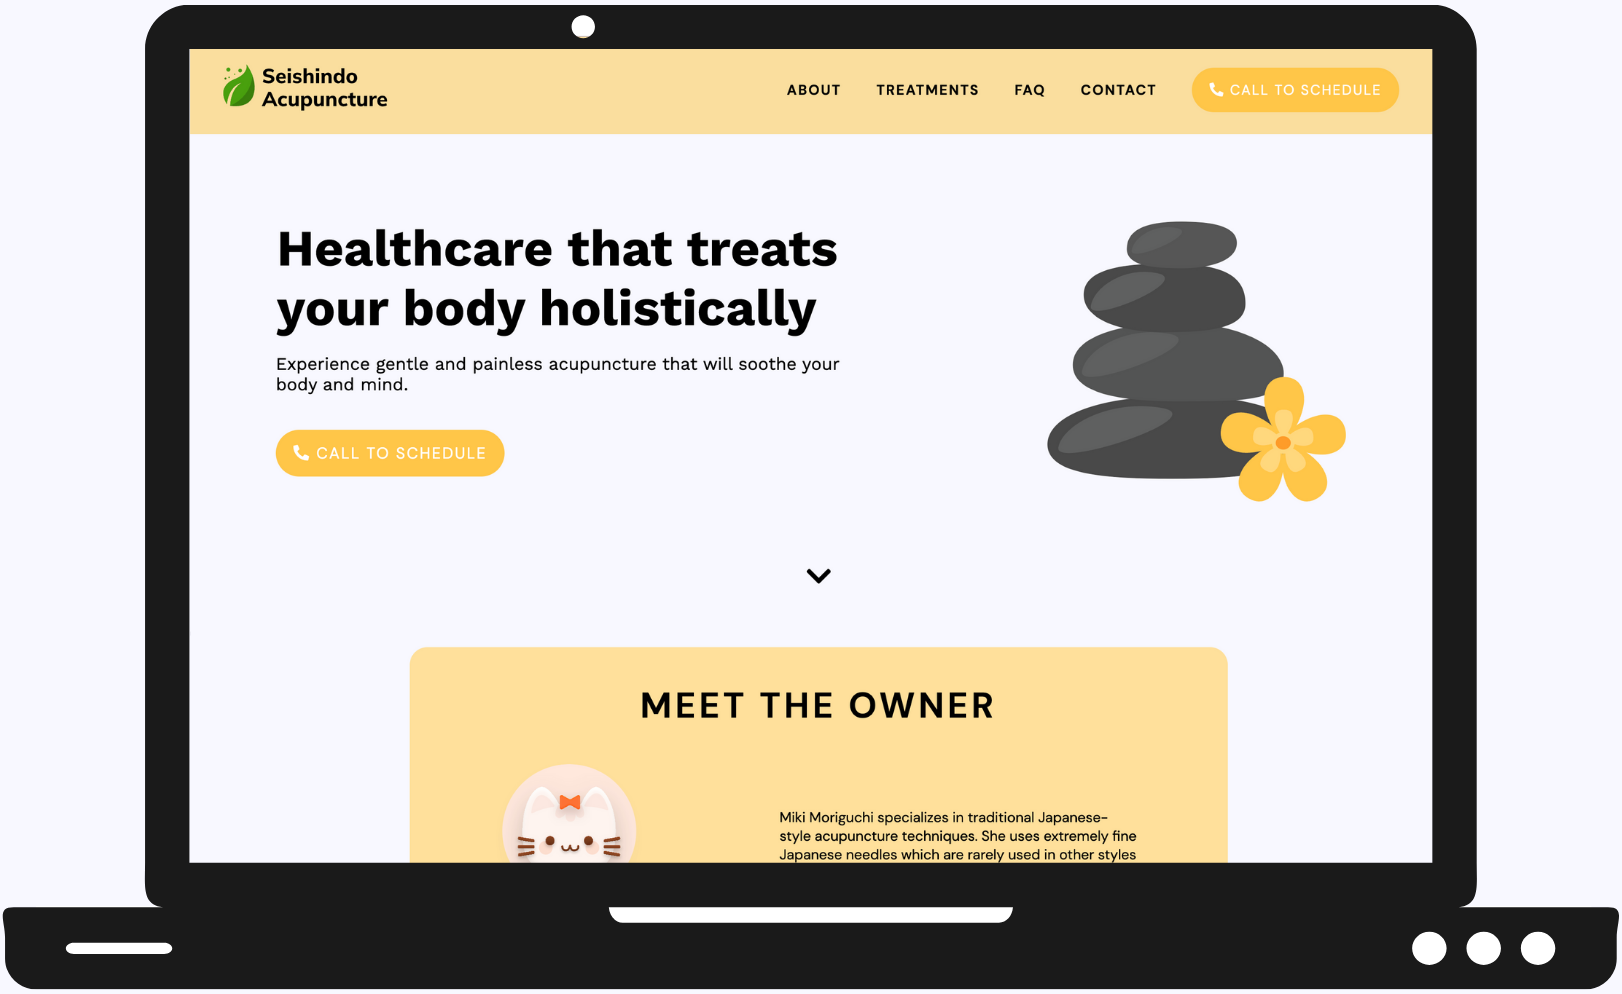 Seishindo
Acupuncture
ABOUT
TREATMENTS
FAQ
CONTACT
CALL TO SCHEDULE
Healthcare that treats
your body holistically
Experience gentle and painless acupuncture that will soothe your
body and mind.
CALL TO SCHEDULE
MEET THE OWNER
Miki Moriguchi specializes in traditional Japanese-
style acupuncture techniques. She uses extremely fine
Japanese needles which are rarely used in other styles